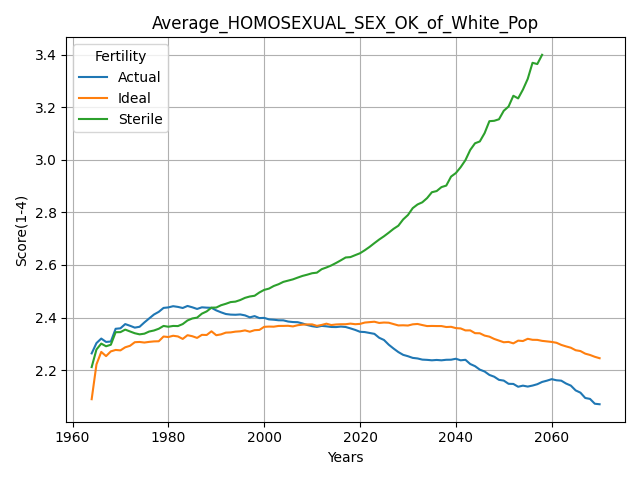 Average_HOMOSEXUAL_SEX_OK_of_White_Pop
Fertility
Actual
Ideal
Sterile
Score(1-4)
3.4
3.2
3.0
2.8
2.6
2.4
2.2
1960
1980
2000
2020
2040
2060
Years